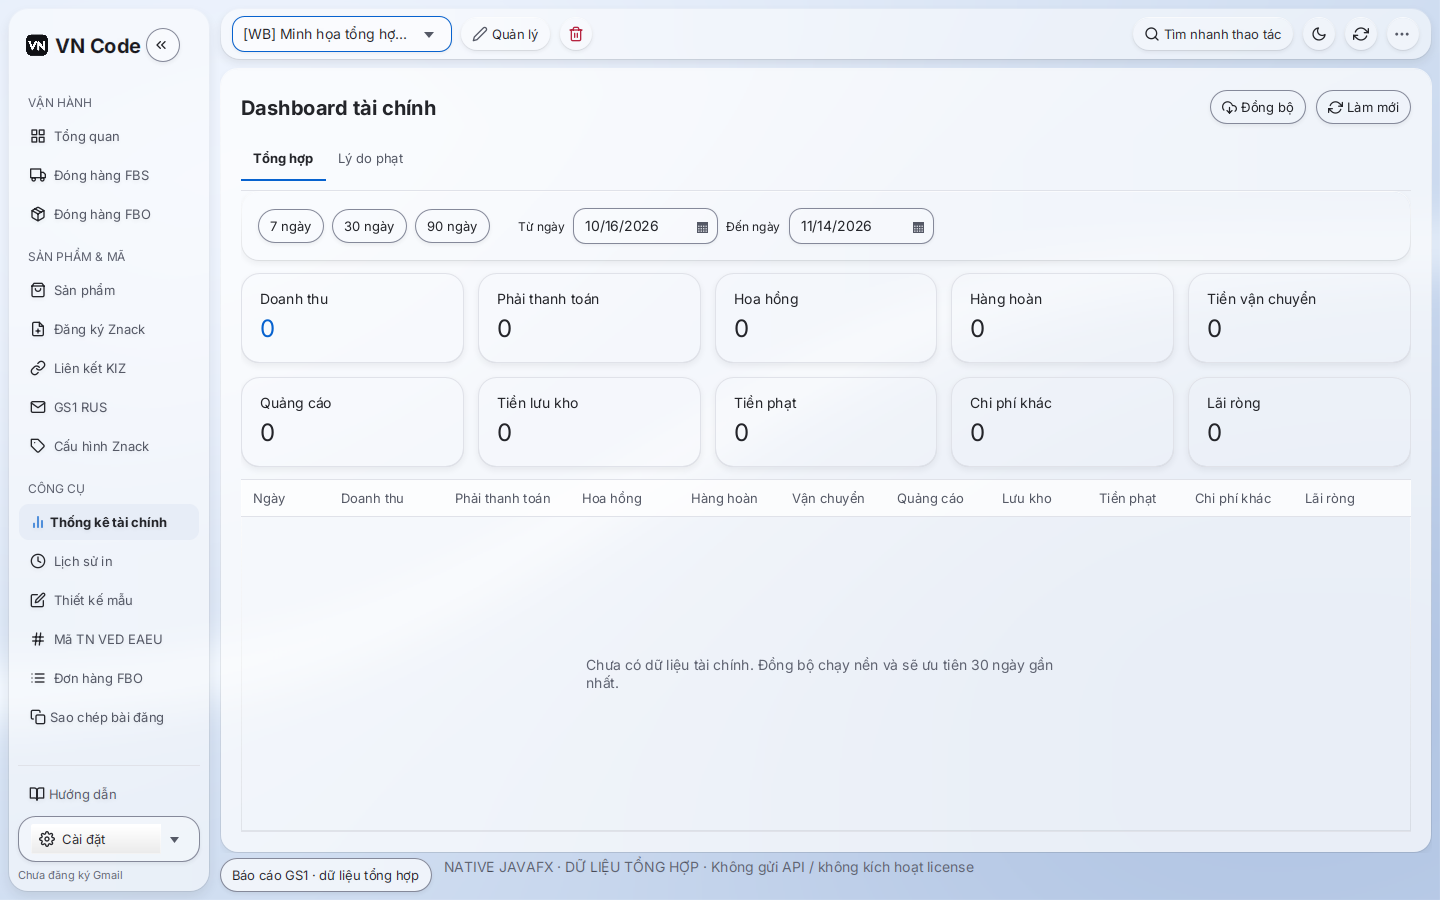 VN VN Code
VẬN HÀNH
Tổng quan
Đóng hàng FBS
Đóng hàng FBO
SẢN PHẨM & MÃ
Sản phẩm
Đăng ký Znack
Liên kết KIZ
GS1 RUS
Cấu hình Znack
CÔNG CỤ
Thống kê tài chính
Lịch sử in
Thiết kế mẫu
Mã TN VED EAEU
Đơn hàng FBO
Sao chép bài đăng
Hướng dẫn
Cài đặt
Chưa đăng ký Gmail
[WB] Minh họa tổng hợ... Quản lý Tìm nhanh thao tác
Dashboard tài chính Đồng bộ Làm mới
Tổng hợp Lý do phạt
7 ngày 30 ngày 90 ngày Từ ngày 10/16/2026 Đến ngày 11/14/2026
Doanh thu Phải thanh toán Hoa hồng Hàng hoàn Tiền vận chuyển
0 0 0 0 0
Quảng cáo Tiền lưu kho Tiền phạt Chi phí khác Lãi ròng
0 0 0 0 0
Ngày Doanh thu Phải thanh toán Hoa hồng Hàng hoàn Vận chuyển Quảng cáo Lưu kho Tiền phạt Chi phí khác Lãi ròng
Chưa có dữ liệu tài chính. Đồng bộ chạy nền và sẽ ưu tiên 30 ngày gần
nhất.
Báo cáo GS1 · dữ liệu tổng hợp NATIVE JAVAFX · DỮ LIỆU TỔNG HỢP · Không gửi API / không kích hoạt license